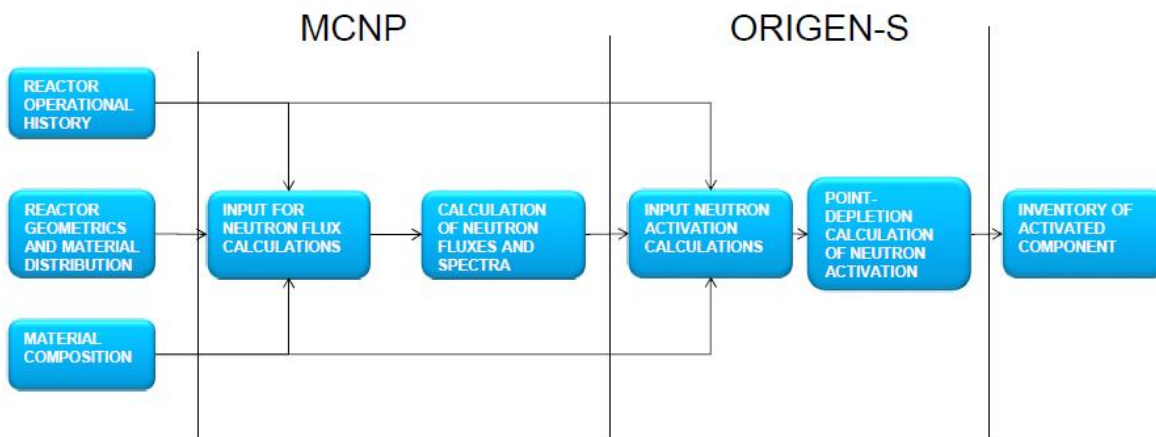 MCNP
ORIGEN-S
REACTOR
OPERATIONAL
HISTORY
REACTOR
GEOMETRICS
AND MATERIAL
DISTRIBUTION
MATERIAL
COMPOSITION
INPUT FOR
NEUTRON FLUX
CALCULATIONS
CALCULATION
OF NEUTRON
FLUXES AND
SPECTRA
INPUT NEUTRON
ACTIVATION
CALCULATIONS
POINT-
DEPLETION
CALCULATION
OF NEUTRON
ACTIVATION
INVENTORY OF
ACTIVATED
COMPONENT